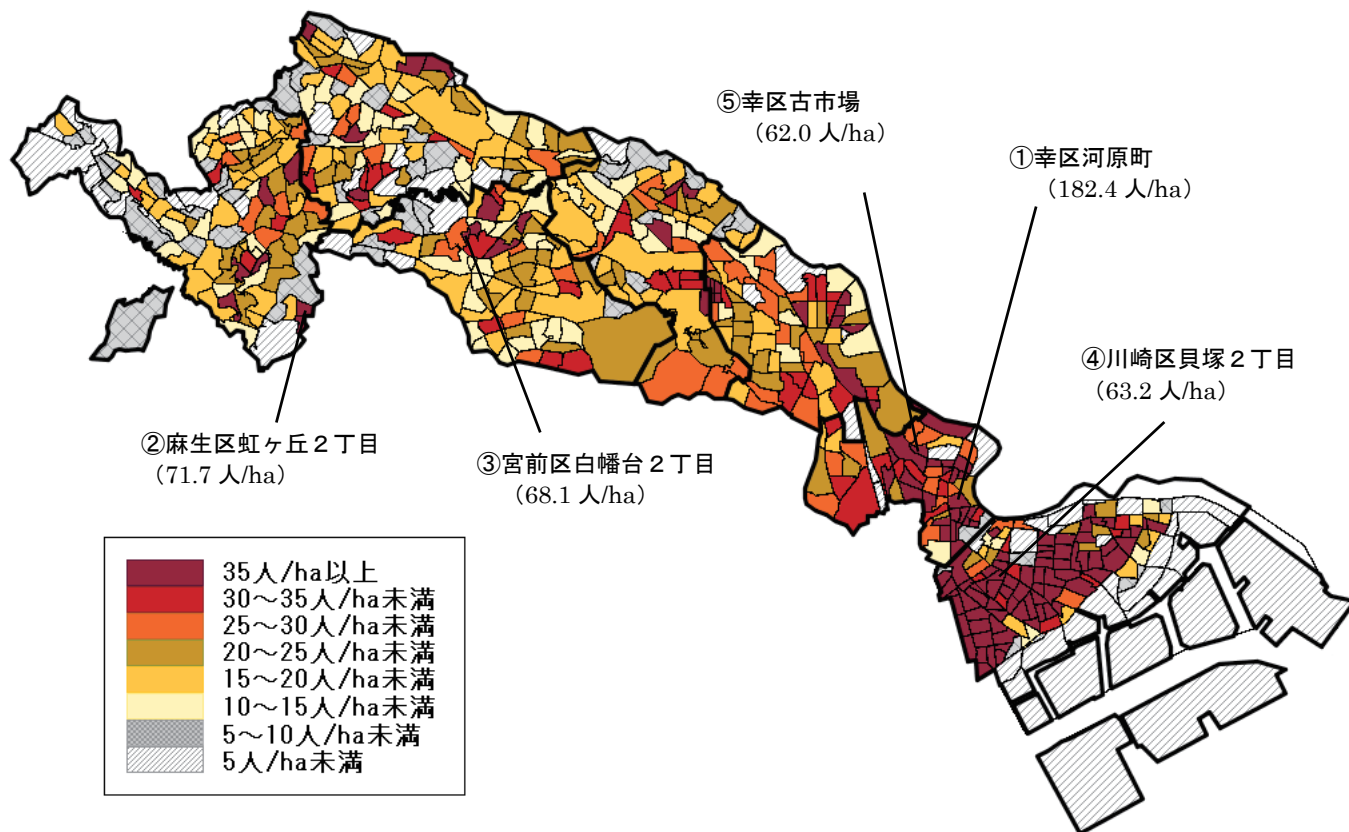 ⑤幸区古市場
（62.0 人/ha）
①幸区河原町
（182.4 人/ha）
④川崎区貝塚２丁目
（63.2 人/ha）
②麻生区虹ヶ丘２丁目
（71.7 人/ha）
③宮前区白幡台２丁目
（68.1 人/ha）
35人/ha以上
30～35人/ha未満
25～30人/ha未満
20～25人/ha未満
15～20人/ha未満
10～15人/ha未満
5～10人/ha未満
5人/ha未満